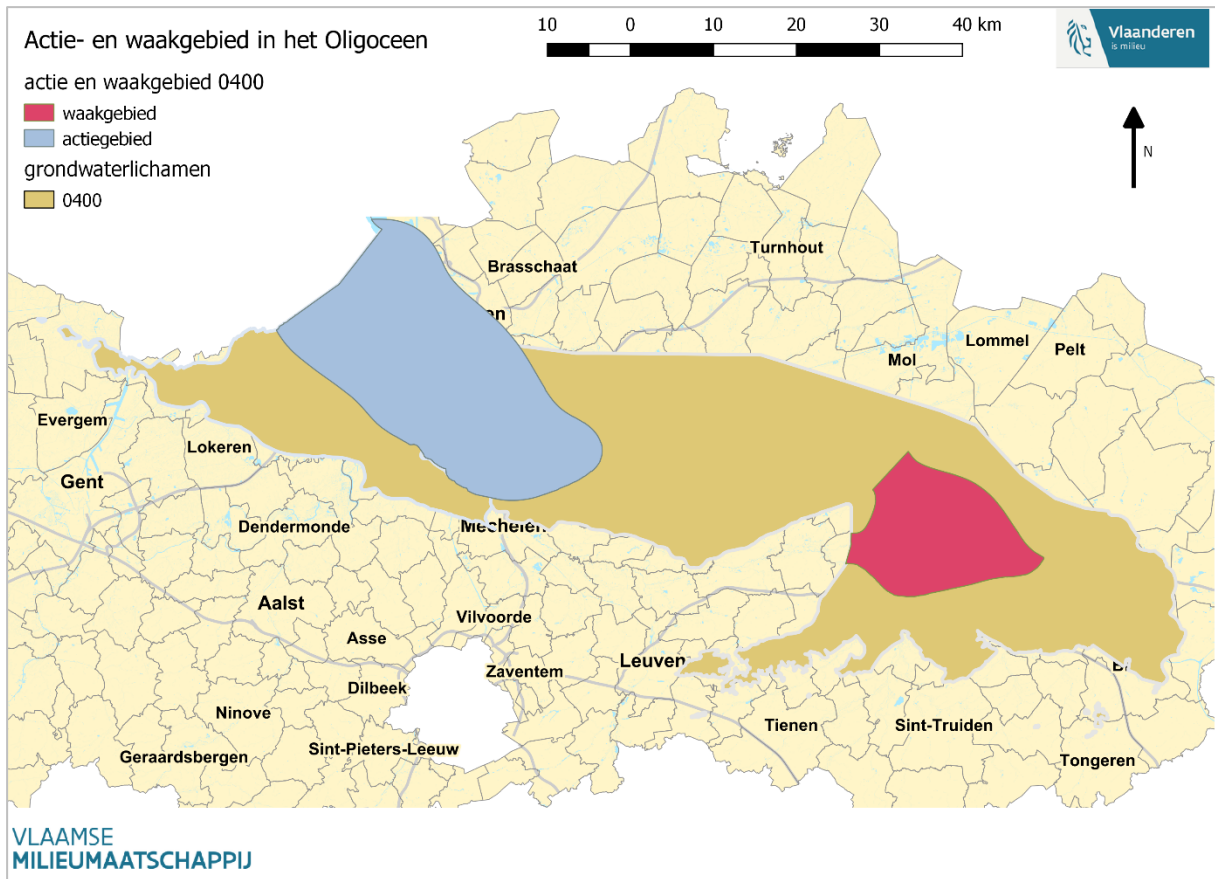 Actie- en waakgebied in het Oligoceen
actie en waakgebied 0400
waakgebied
actiegebied
grondwaterlichamen
0400
10 0 10 20 30 40 km
Vlaanderen
is milieu
N
Turnhout
Brasschaat
en
Lommel
Pelt
Mol
Evergem
Lokeren
Gent
Dendermonde
Mechelen
Aalst
Vilvoorde
Asse
Leuven
Zaventem
Dilbeek
Ninove
Tienen
Sint-Truiden
Sint-Pieters-Leeuw
Geraardsbergen
Tongeren
VLAAMSE
MILIEUMAATSCHAPPIJ